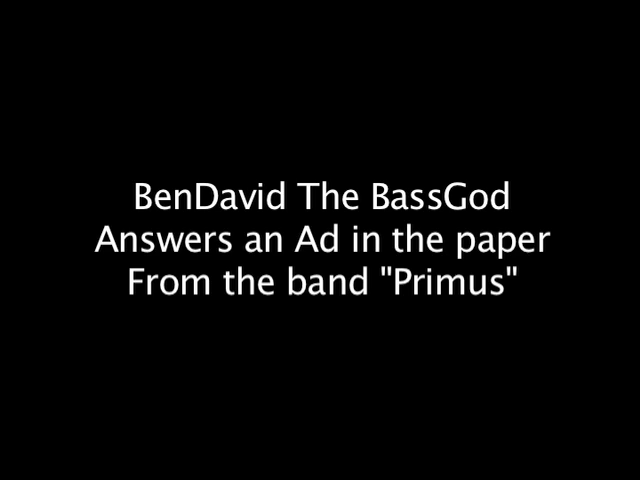 BenDavid The BassGod
Answers an Ad in the paper
From the band "Primus"